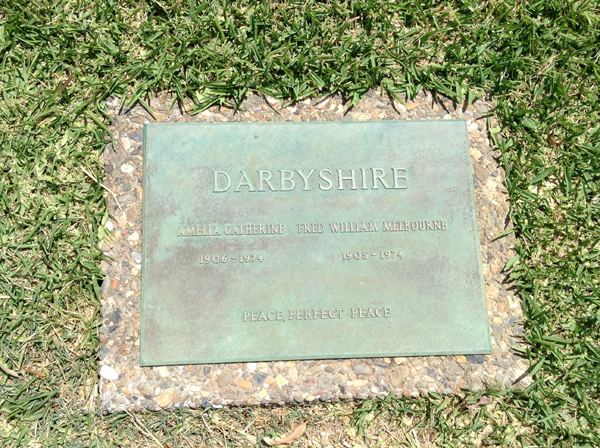 DARBYSHIRE
AMELIA CATHERINE FRED WILLIAM MELBOURNE
1906-1974 1905-1974
PEACE, PERFECT PEACE